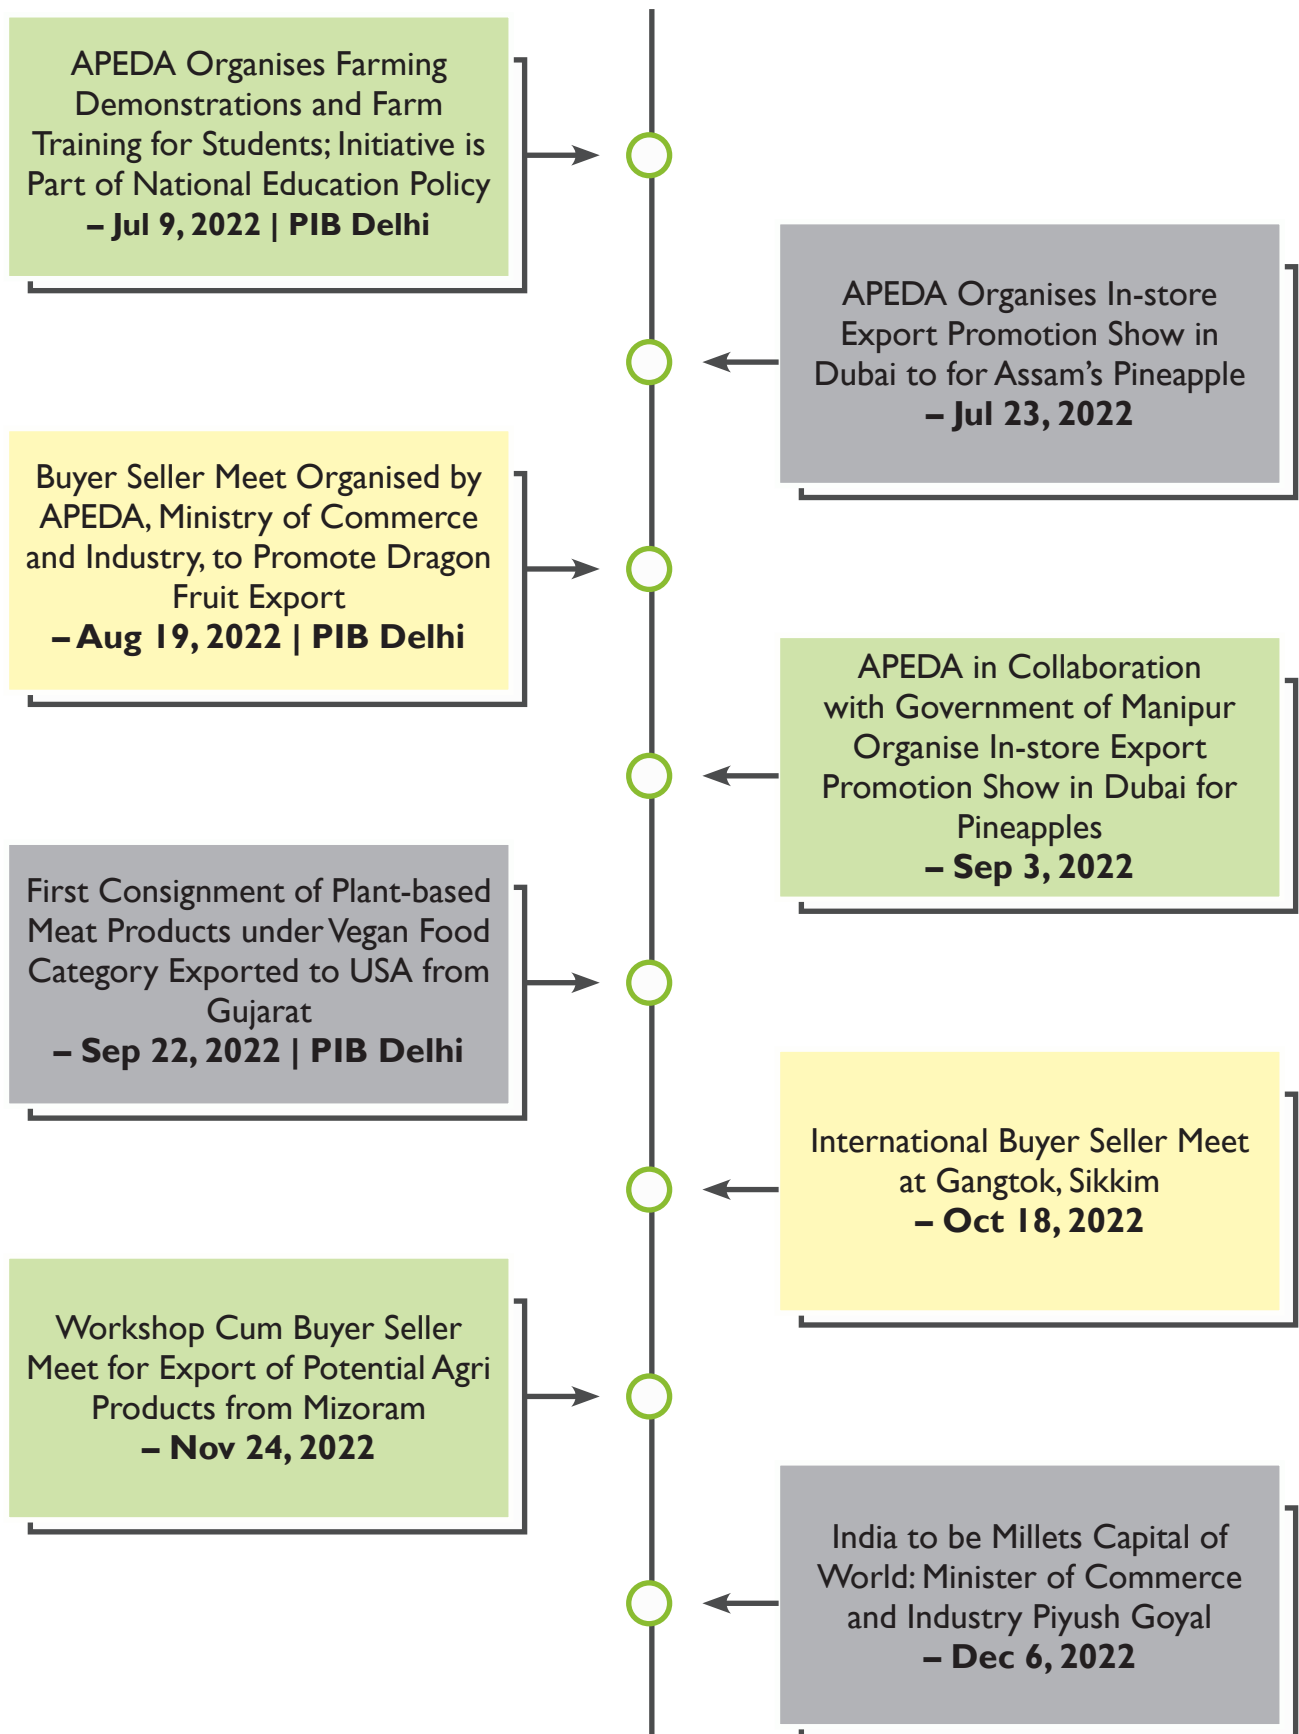 APEDA Organises Farming
Demonstrations and Farm
Training for Students; Initiative is
Part of National Education Policy
– Jul 9, 2022 | PIB Delhi
APEDA Organises In-store
Export Promotion Show in
Dubai to for Assam’s Pineapple
– Jul 23, 2022
Buyer Seller Meet Organised by
APEDA, Ministry of Commerce
and Industry, to Promote Dragon
Fruit Export
– Aug 19, 2022 | PIB Delhi
APEDA in Collaboration
with Government of Manipur
Organise In-store Export
Promotion Show in Dubai for
Pineapples
– Sep 3, 2022
First Consignment of Plant-based
Meat Products under Vegan Food
Category Exported to USA from
Gujarat
– Sep 22, 2022 | PIB Delhi
International Buyer Seller Meet
at Gangtok, Sikkim
– Oct 18, 2022
Workshop Cum Buyer Seller
Meet for Export of Potential Agri
Products from Mizoram
– Nov 24, 2022
India to be Millets Capital of
World: Minister of Commerce
and Industry Piyush Goyal
– Dec 6, 2022